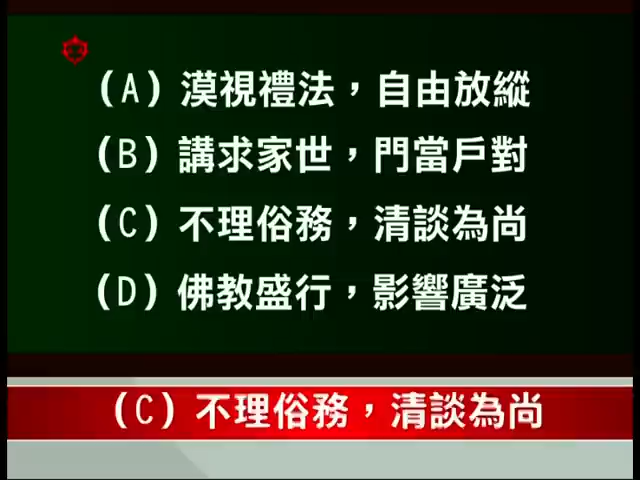 (A) 漠視禮法，自由放縱
(B) 講求家世，門當戶對
(C) 不理俗務，清談為尚
(D) 佛教盛行，影響廣泛
(C) 不理俗務，清談為尚